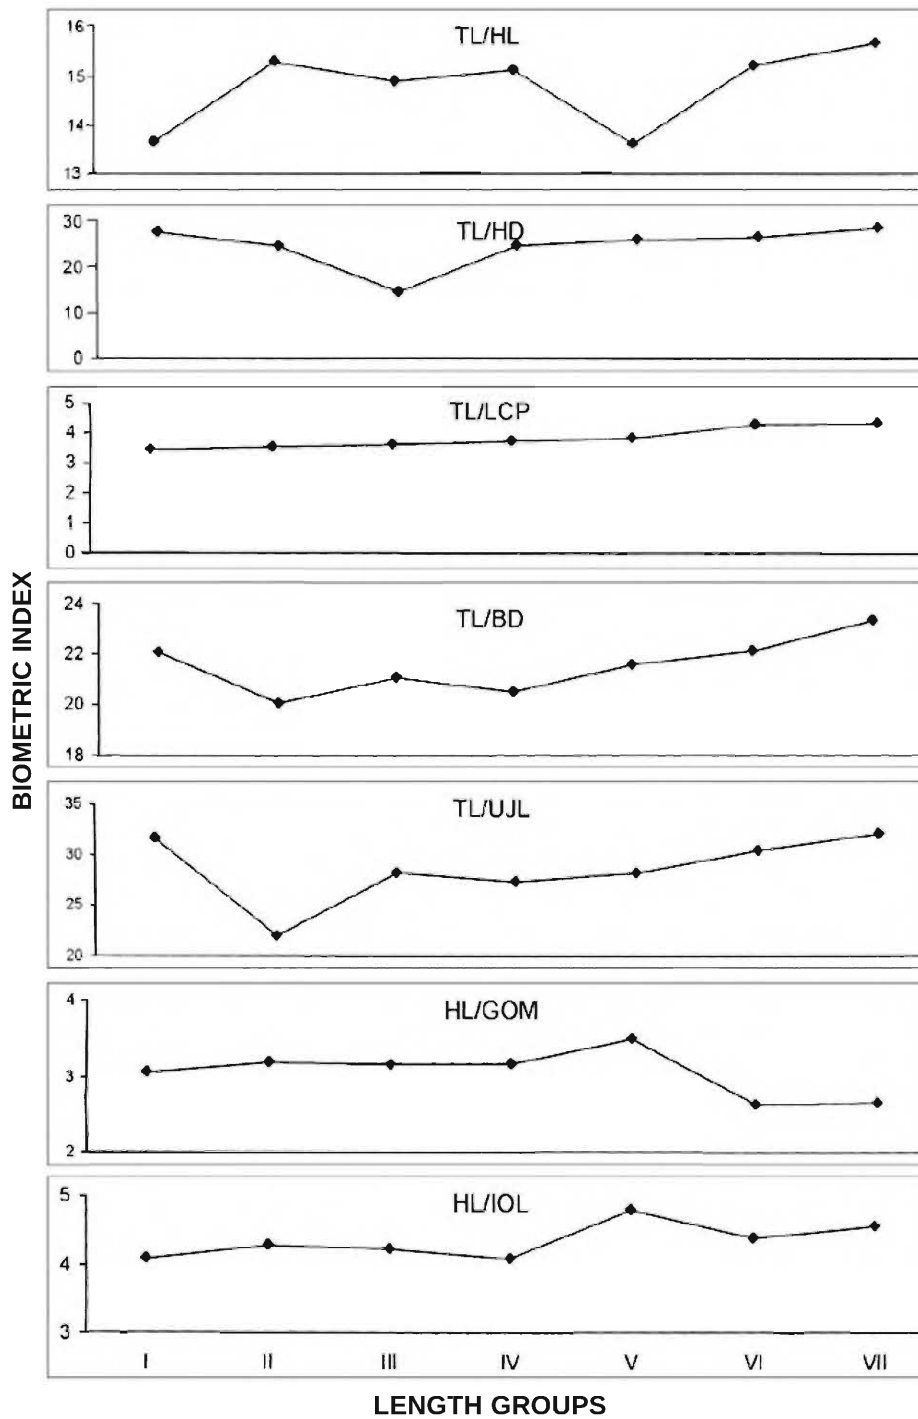 TL/HL
16
15
14
13
TL/HD
30
20
10
0
TL/LCP
5
4
3
2
1
0
TL/BD
24
22
20
18
TL/UJL
35
30
25
20
HL/GOM
4
3
2
HL/IOL
5
4
3
I II III IV V VI VII
BIOMETRIC INDEX
LENGTH GROUPS